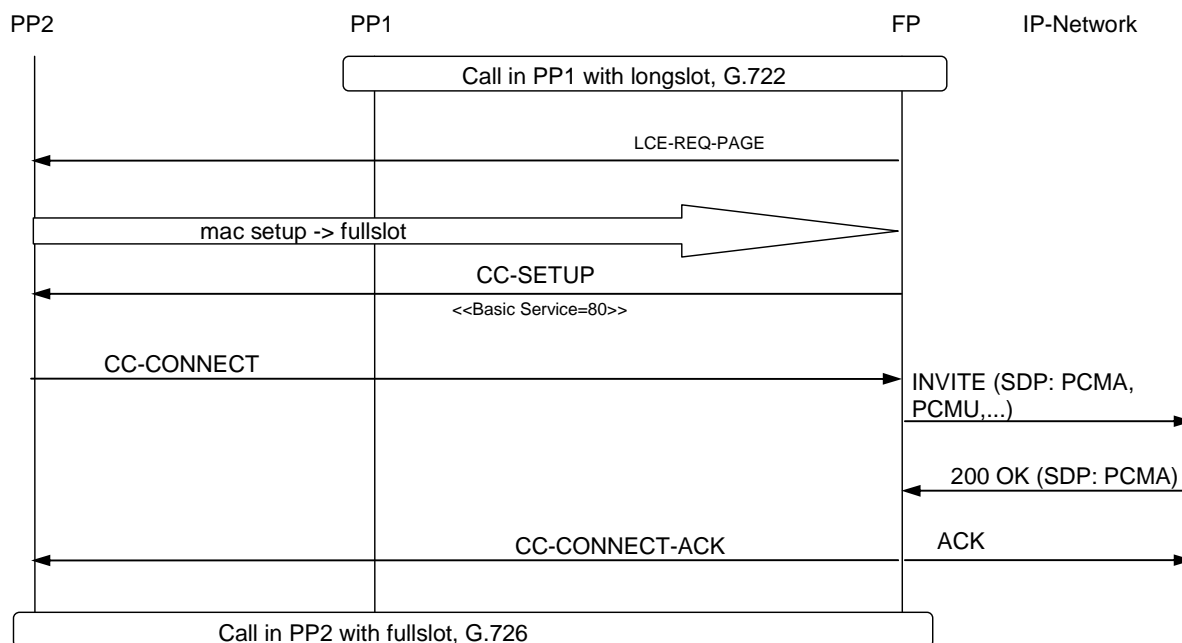 PP2 PP1 FP IP-Network
Call in PP1 with longslot, G.722
LCE-REQ-PAGE
mac setup -> fullslot
CC-SETUP
<<Basic Service=80>>
CC-CONNECT
INVITE (SDP: PCMA,
PCMU,...)
200 OK (SDP: PCMA)
CC-CONNECT-ACK ACK
Call in PP2 with fullslot, G.726